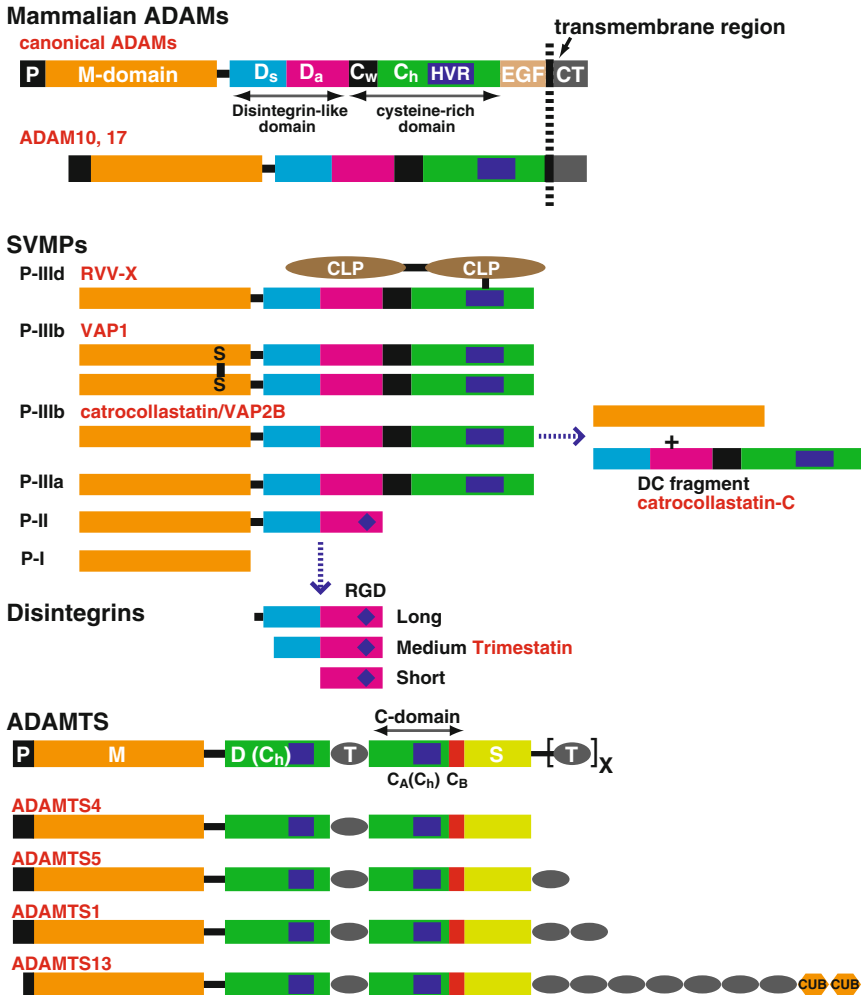 Mammalian ADAMs
canonical ADAMs
transmembrane region
P M-domain Ds Da Cw Ch HVR EGF CT
Disintegrin-like domain
cysteine-rich domain
ADAM10, 17
SVMPs
P-IIId RVV-X
CLP CLP
P-IIIb VAP1
S
S
P-IIIb catrocollastatin/VAP2B
+
DC fragment
catrocollastatin-C
P-IIIa
P-II
P-I
RGD
Disintegrins
Long
Medium Trimestatin
Short
ADAMTS
C-domain
P M D (Ch) T S [T]X
CA(Ch) CB
ADAMTS4
ADAMTS5
ADAMTS1
ADAMTS13
CUB CUB